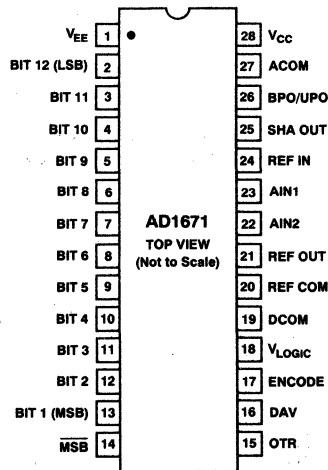 VEE 1 28 VCC
BIT 12 (LSB) 2 27 ACOM
BIT 11 3 26 BPO/UPO
BIT 10 4 25 SHA OUT
BIT 9 5 24 REF IN
BIT 8 6 23 AIN1
BIT 7 7 22 AIN2
AD1671
TOP VIEW
(Not to Scale)
BIT 6 8 21 REF OUT
BIT 5 9 20 REF COM
BIT 4 10 19 DCOM
BIT 3 11 18 VLOGIC
BIT 2 12 17 ENCODE
BIT 1 (MSB) 13 16 DAV
MSB 14 15 OTR